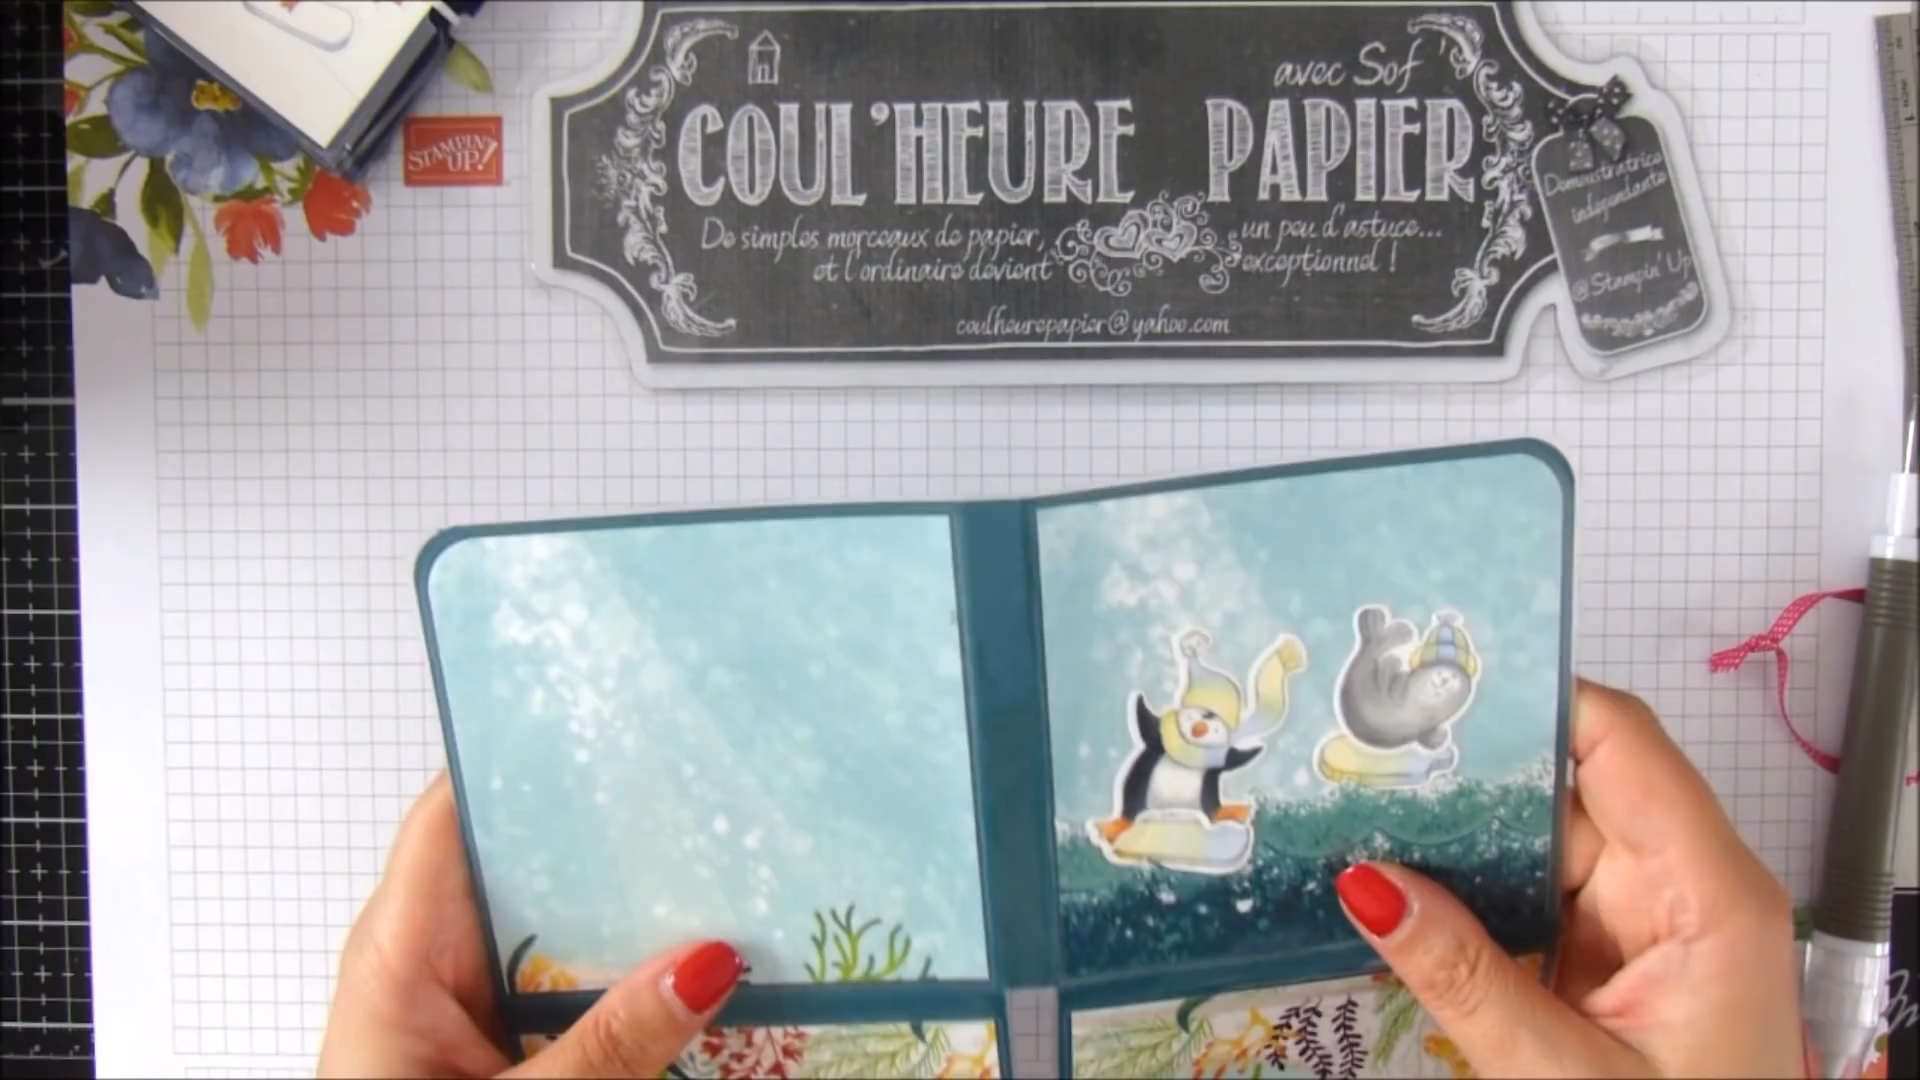 STAMPIN' UP!
avec Sof'
COUL'HEURE PAPIER
De simples morceaux de papier, un peu d'astuce...
et l'ordinaire devient exceptionnel !
coulheurepapier@yahoo.com
Démonstratrice
indépendante
@Stampin' Up